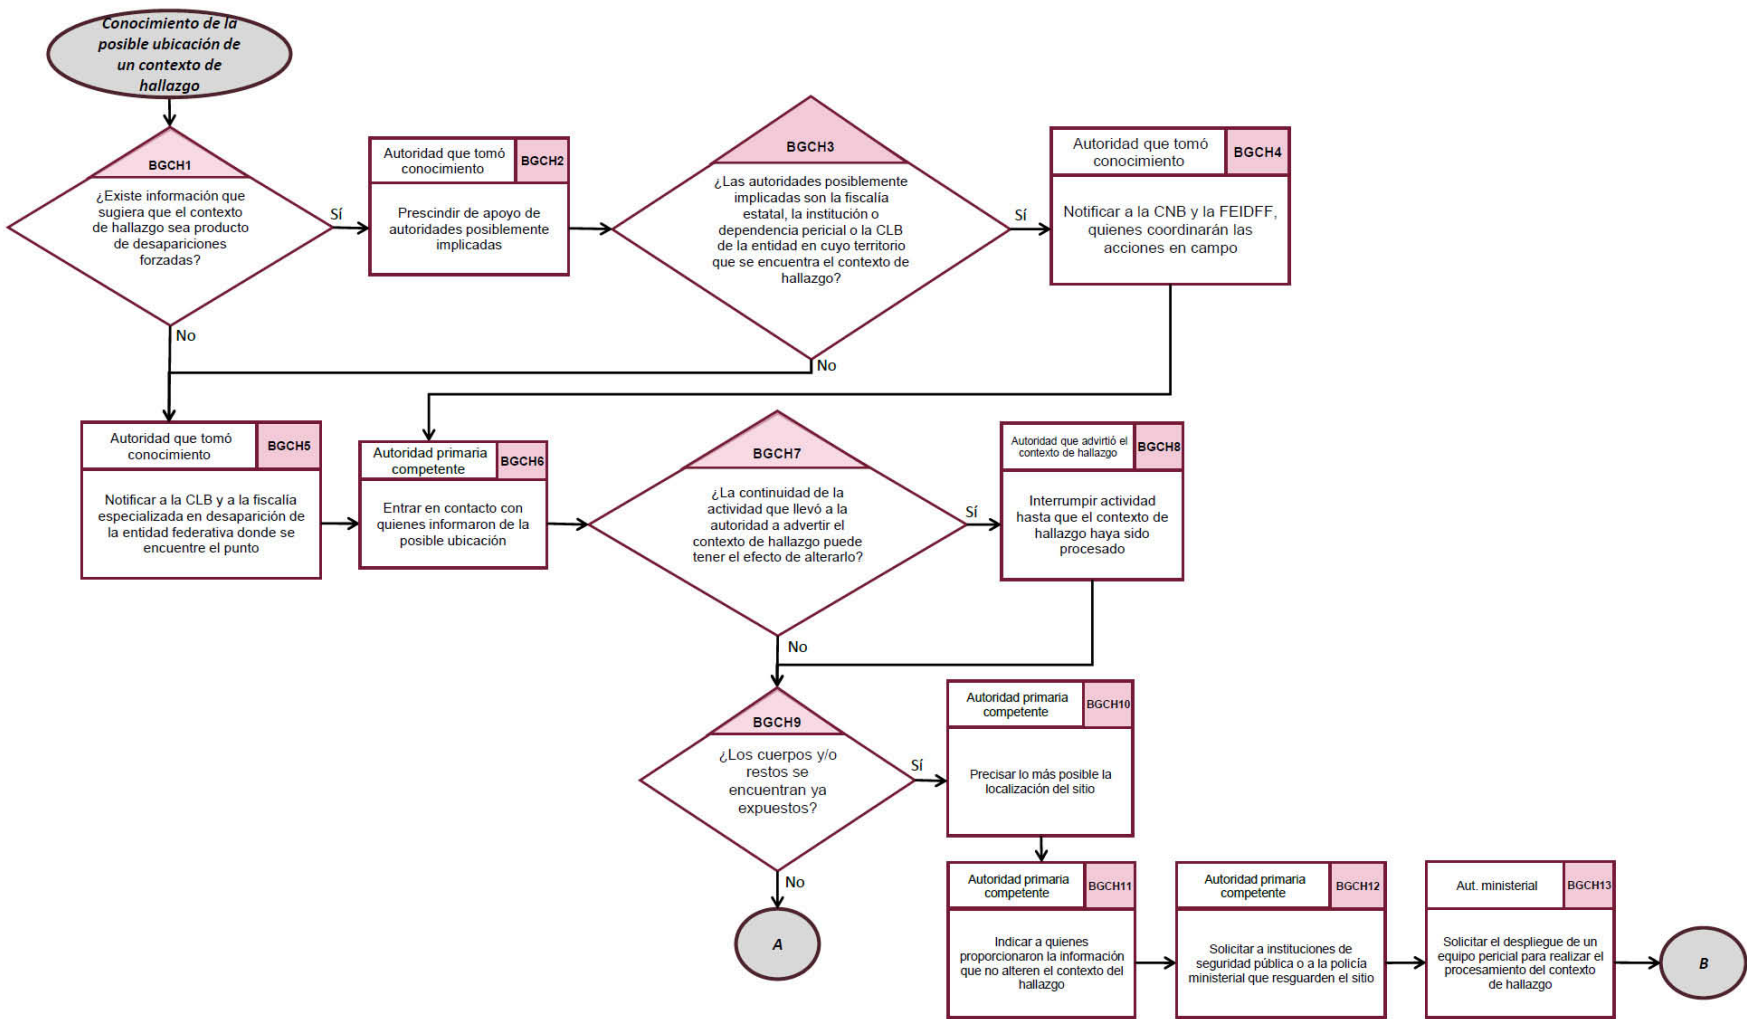 Conocimiento de la
posible ubicación de
un contexto de
hallazgo
BGCH1
¿Existe información que
sugiera que el contexto
de hallazgo sea producto
de desapariciones
forzadas?
Sí
No
Autoridad que tomó
conocimiento
BGCH2
Prescindir de apoyo de
autoridades posiblemente
implicadas
BGCH3
¿Las autoridades posiblemente
implicadas son la fiscalía
estatal, la institución o
dependencia pericial o la CLB
de la entidad en cuyo territorio
que se encuentra el contexto de
hallazgo?
Sí
No
Autoridad que tomó
conocimiento
BGCH4
Notificar a la CNB y la FEIDFF,
quienes coordinarán las
acciones en campo
Autoridad que tomó
conocimiento
BGCH5
Notificar a la CLB y a la fiscalía
especializada en desaparición de
la entidad federativa donde se
encuentre el punto
Autoridad primaria
competente
BGCH6
Entrar en contacto con
quienes informaron de la
posible ubicación
BGCH7
¿La continuidad de la
actividad que llevó a la
autoridad a advertir el
contexto de hallazgo puede
tener el efecto de alterarlo?
Sí
No
Autoridad que advirtió el
contexto de hallazgo
BGCH8
Interrumpir actividad
hasta que el contexto de
hallazgo haya sido
procesado
BGCH9
¿Los cuerpos y/o
restos se
encuentran ya
expuestos?
Sí
No
A
Autoridad primaria
competente
BGCH10
Precisar lo más posible la
localización del sitio
Autoridad primaria
competente
BGCH11
Indicar a quienes
proporcionaron la información
que no alteren el contexto del
hallazgo
Autoridad primaria
competente
BGCH12
Solicitar a instituciones de
seguridad pública o a la policía
ministerial que resguarden el sitio
Aut. ministerial
BGCH13
Solicitar el despliegue de un
equipo pericial para realizar el
procesamiento del contexto
de hallazgo
B